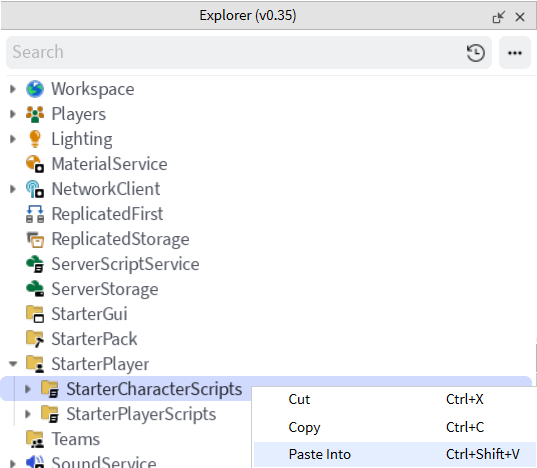 Explorer (v0.35)
Search
Workspace
Players
Lighting
MaterialService
NetworkClient
ReplicatedFirst
ReplicatedStorage
ServerScriptService
ServerStorage
StarterGui
StarterPack
StarterPlayer
StarterCharacterScripts
StarterPlayerScripts
Cut Ctrl+X
Copy Ctrl+C
Teams
Paste Into Ctrl+Shift+V
SoundService